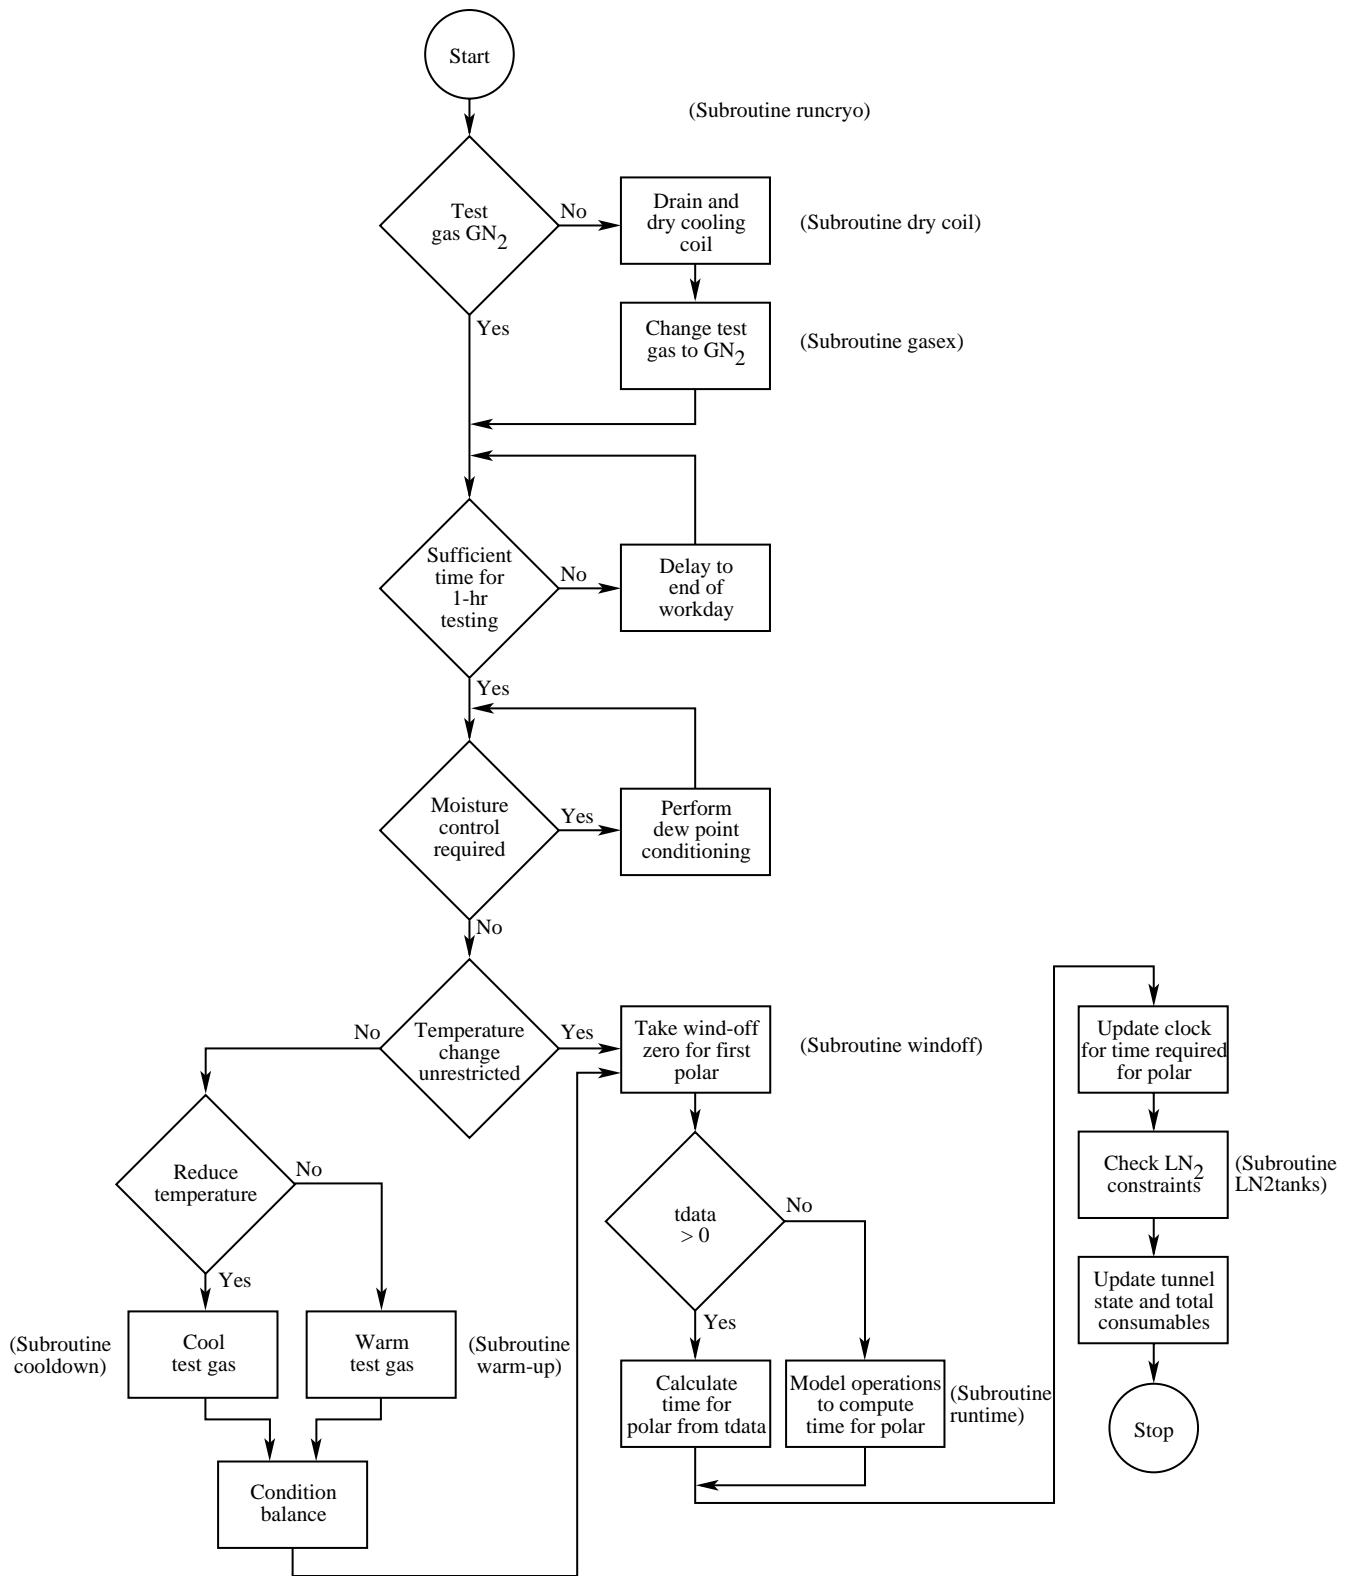 Start
(Subroutine runcryo)
Test
gas GN2
No
Drain and
dry cooling
coil
(Subroutine dry coil)
Yes
Change test
gas to GN2
(Subroutine gasex)
Sufficient
time for
1-hr
testing
No
Delay to
end of
workday
Yes
Moisture
control
required
Yes
Perform
dew point
conditioning
No
Temperature
change
unrestricted
No
Yes
Take wind-off
zero for first
polar
(Subroutine windoff)
Reduce
temperature
No
Yes
(Subroutine
cooldown)
Cool
test gas
Warm
test gas
(Subroutine
warm-up)
Condition
balance
tdata
> 0
No
Yes
Calculate
time for
polar from tdata
Model operations
to compute
time for polar
(Subroutine
runtime)
Update clock
for time required
for polar
Check LN2
constraints
(Subroutine
LN2tanks)
Update tunnel
state and total
consumables
Stop